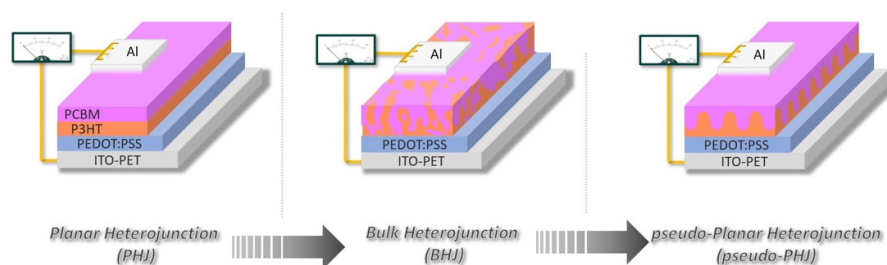 Al
PCBM
P3HT
PEDOT:PSS
ITO-PET
Al
PEDOT:PSS
ITO-PET
Al
PEDOT:PSS
ITO-PET
Planar Heterojunction
(PHJ)
Bulk Heterojunction
(BHJ)
pseudo-Planar Heterojunction
(pseudo-PHJ)